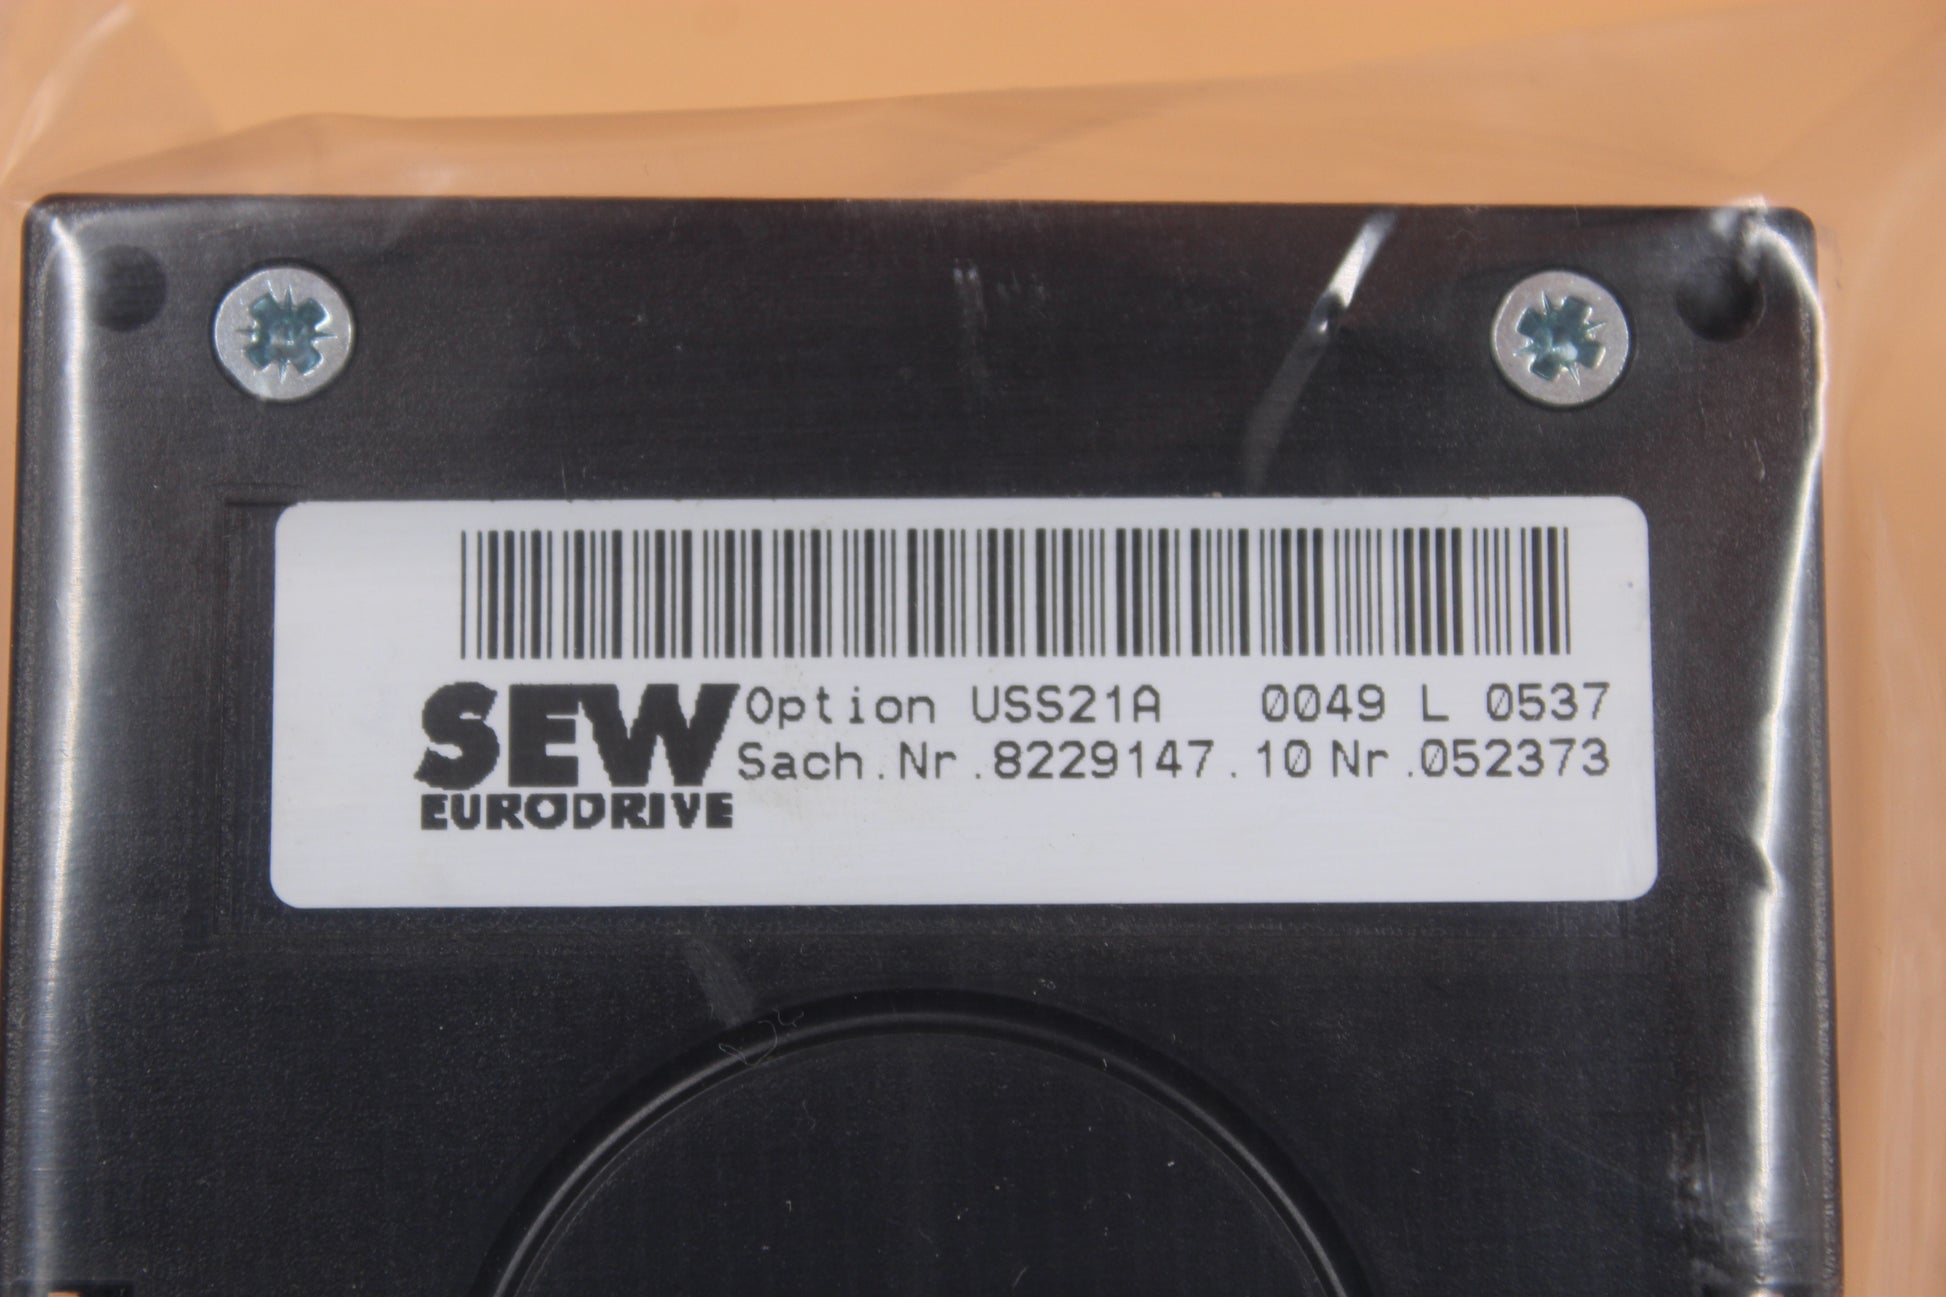 SEW
EURODRIVE
Option USS21A 0049 L 0537
Sach.Nr.8229147.10 Nr.052373